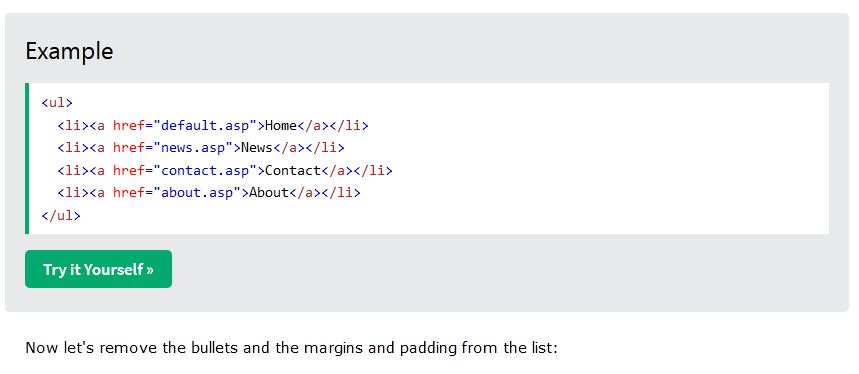 Example
<ul>
  <li><a href="default.asp">Home</a></li>
  <li><a href="news.asp">News</a></li>
  <li><a href="contact.asp">Contact</a></li>
  <li><a href="about.asp">About</a></li>
</ul>
Try it Yourself »
Now let's remove the bullets and the margins and padding from the list: